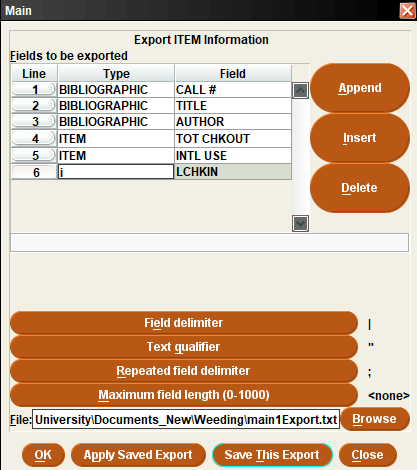 Main
Export ITEM Information
Fields to be exported
Line Type Field
1 BIBLIOGRAPHIC CALL #
2 BIBLIOGRAPHIC TITLE
3 BIBLIOGRAPHIC AUTHOR
4 ITEM TOT CHKOUT
5 ITEM INTL USE
6 i LCHKIN
Append
Insert
Delete
Field delimiter |
Text qualifier "
Repeated field delimiter ;
Maximum field length (0-1000) <none>
File: University\Documents_New\Weeding\main1Export.txt Browse
OK Apply Saved Export Save This Export Close